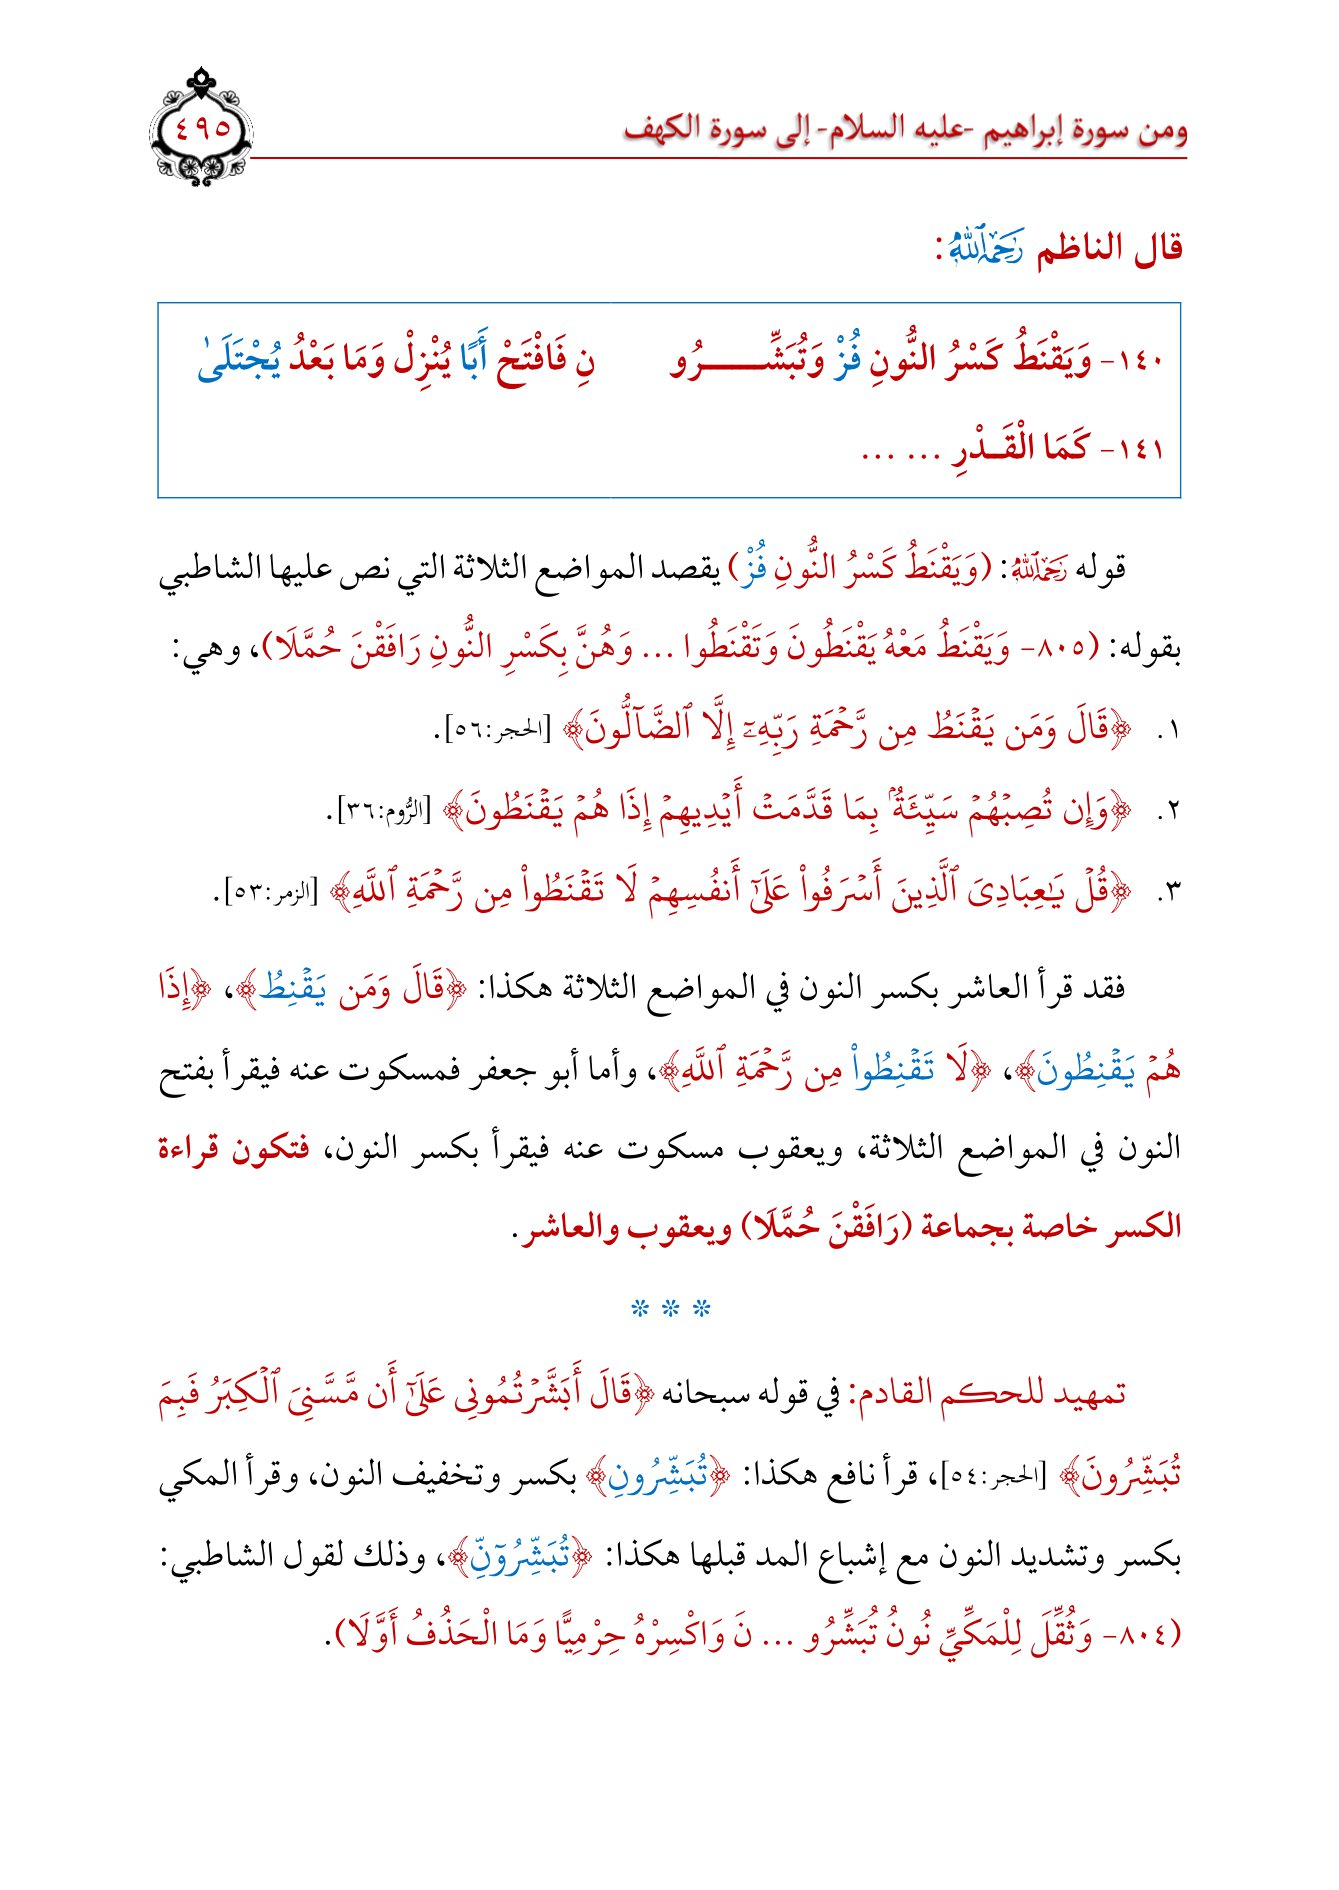 ومن سورة إبراهيم -عليه السلام- إلى سورة الكهف
٤٩٥
قال الناظم رَحِمَهُ ٱللَّهُ:
١٤٠- وَيَقْنَطُ كَسْرُ النُّونِ فُزْ وَتُبَشِّـــــرُو نِ فَافْتَحْ أَبًا يُنْزِلْ وَمَا بَعْدُ يُجْتَلَىٰ
١٤١- كَمَا الْقَـدْرِ ... ...
قوله رَحِمَهُ ٱللَّهُ: (وَيَقْنَطُ كَسْرُ النُّونِ فُزْ) يقصد المواضع الثلاثة التي نص عليها الشاطبي
بقوله: (٨٠٥- وَيَقْنَطُ مَعْهُ يَقْنَطُونَ وَتَقْنَطُوا ... وَهُنَّ بِكَسْرِ النُّونِ رَافَقْنَ حُمَّلَا)، وهي:
١. ﴿قَالَ وَمَن يَقۡنَطُ مِن رَّحۡمَةِ رَبِّهِۦٓ إِلَّا ٱلضَّآلُّونَ﴾ [الحجر:٥٦].
٢. ﴿وَإِن تُصِبۡهُمۡ سَيِّئَةُۢ بِمَا قَدَّمَتۡ أَيۡدِيهِمۡ إِذَا هُمۡ يَقۡنَطُونَ﴾ [الرُّوم:٣٦].
٣. ﴿قُلۡ يَٰعِبَادِيَ ٱلَّذِينَ أَسۡرَفُواْ عَلَىٰٓ أَنفُسِهِمۡ لَا تَقۡنَطُواْ مِن رَّحۡمَةِ ٱللَّهِ﴾ [الزمر:٥٣].
فقد قرأ العاشر بكسر النون في المواضع الثلاثة هكذا: ﴿قَالَ وَمَن يَقۡنِطُ﴾، ﴿إِذَا
هُمۡ يَقۡنِطُونَ﴾، ﴿لَا تَقۡنِطُواْ مِن رَّحۡمَةِ ٱللَّهِ﴾، وأما أبو جعفر فمسكوت عنه فيقرأ بفتح
النون في المواضع الثلاثة، ويعقوب مسكوت عنه فيقرأ بكسر النون، فتكون قراءة
الكسر خاصة بجماعة (رَافَقْنَ حُمَّلَا) ويعقوب والعاشر.
* * *
تمهيد للحكم القادم: في قوله سبحانه ﴿قَالَ أَبَشَّرۡتُمُونِي عَلَىٰٓ أَن مَّسَّنِيَ ٱلۡكِبَرُ فَبِمَ
تُبَشِّرُونَ﴾ [الحجر:٥٤]، قرأ نافع هكذا: ﴿تُبَشِّرُونِ﴾ بكسر وتخفيف النون، وقرأ المكي
بكسر وتشديد النون مع إشباع المد قبلها هكذا: ﴿تُبَشِّرُوٓنِّ﴾، وذلك لقول الشاطبي:
(٨٠٤- وَثُقِّلَ لِلْمَكِّيِّ نُونُ تُبَشِّرُو ... نَ وَاكْسِرْهُ حِرْمِيًّا وَمَا الْحَذْفُ أَوَّلَا).